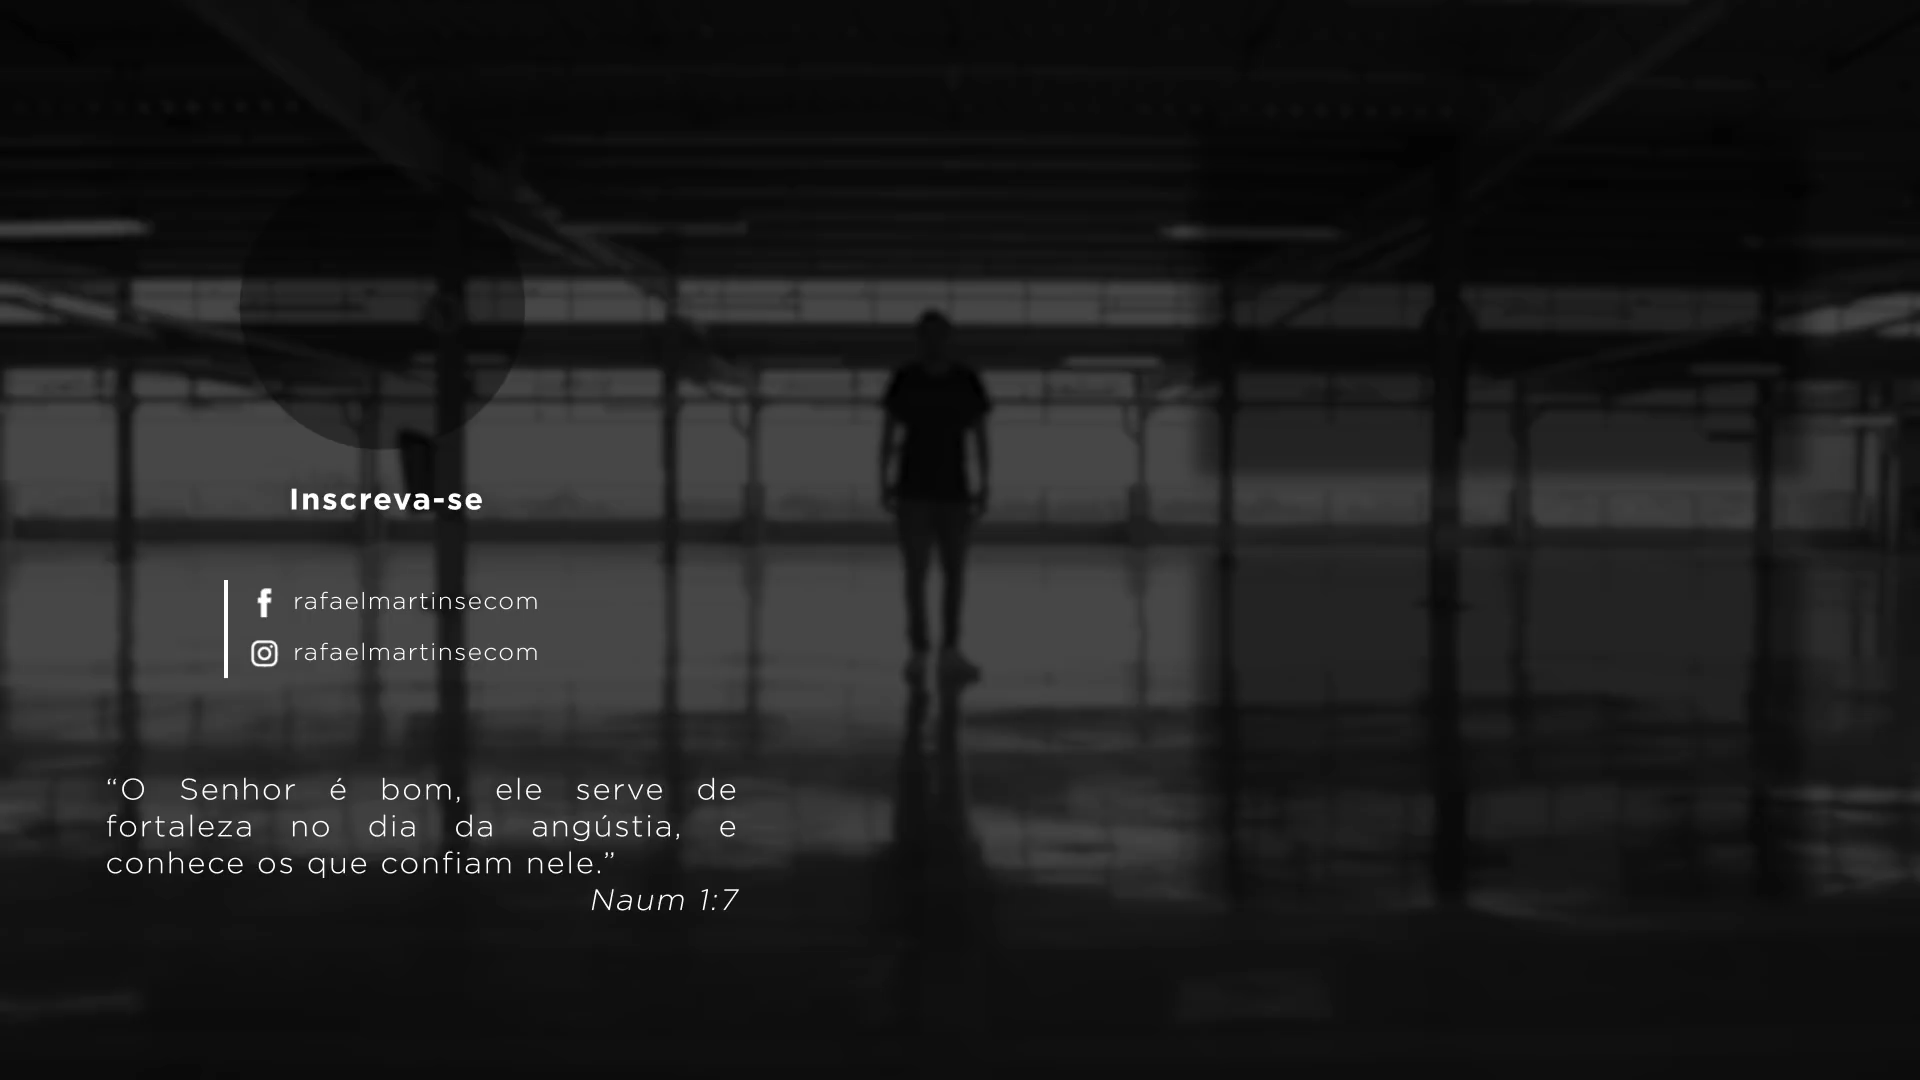 Inscreva-se
rafaelmartinsecom
rafaelmartinsecom
“O Senhor é bom, ele serve de
fortaleza no dia da angústia, e
conhece os que confiam nele.”
Naum 1:7